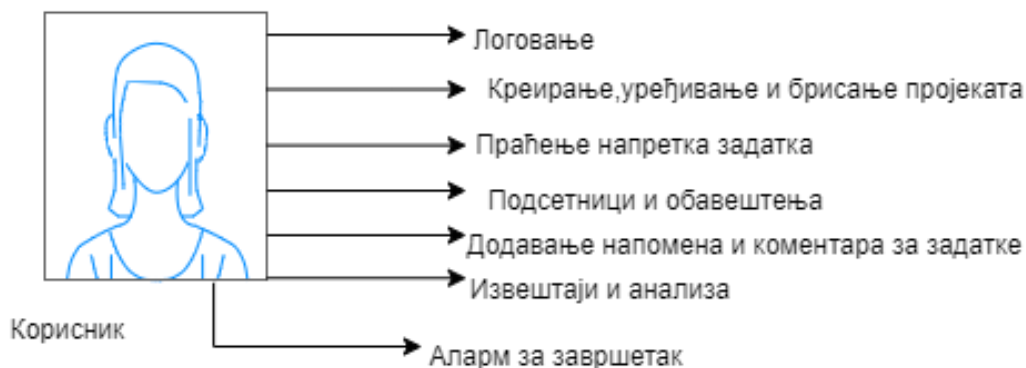 Логовање
Креирање,уређивање и брисање пројеката
Праћење напретка задатка
Подсетници и обавештења
Додавање напомена и коментара за задатке
Извештаји и анализа
Корисник
Аларм за завршетак